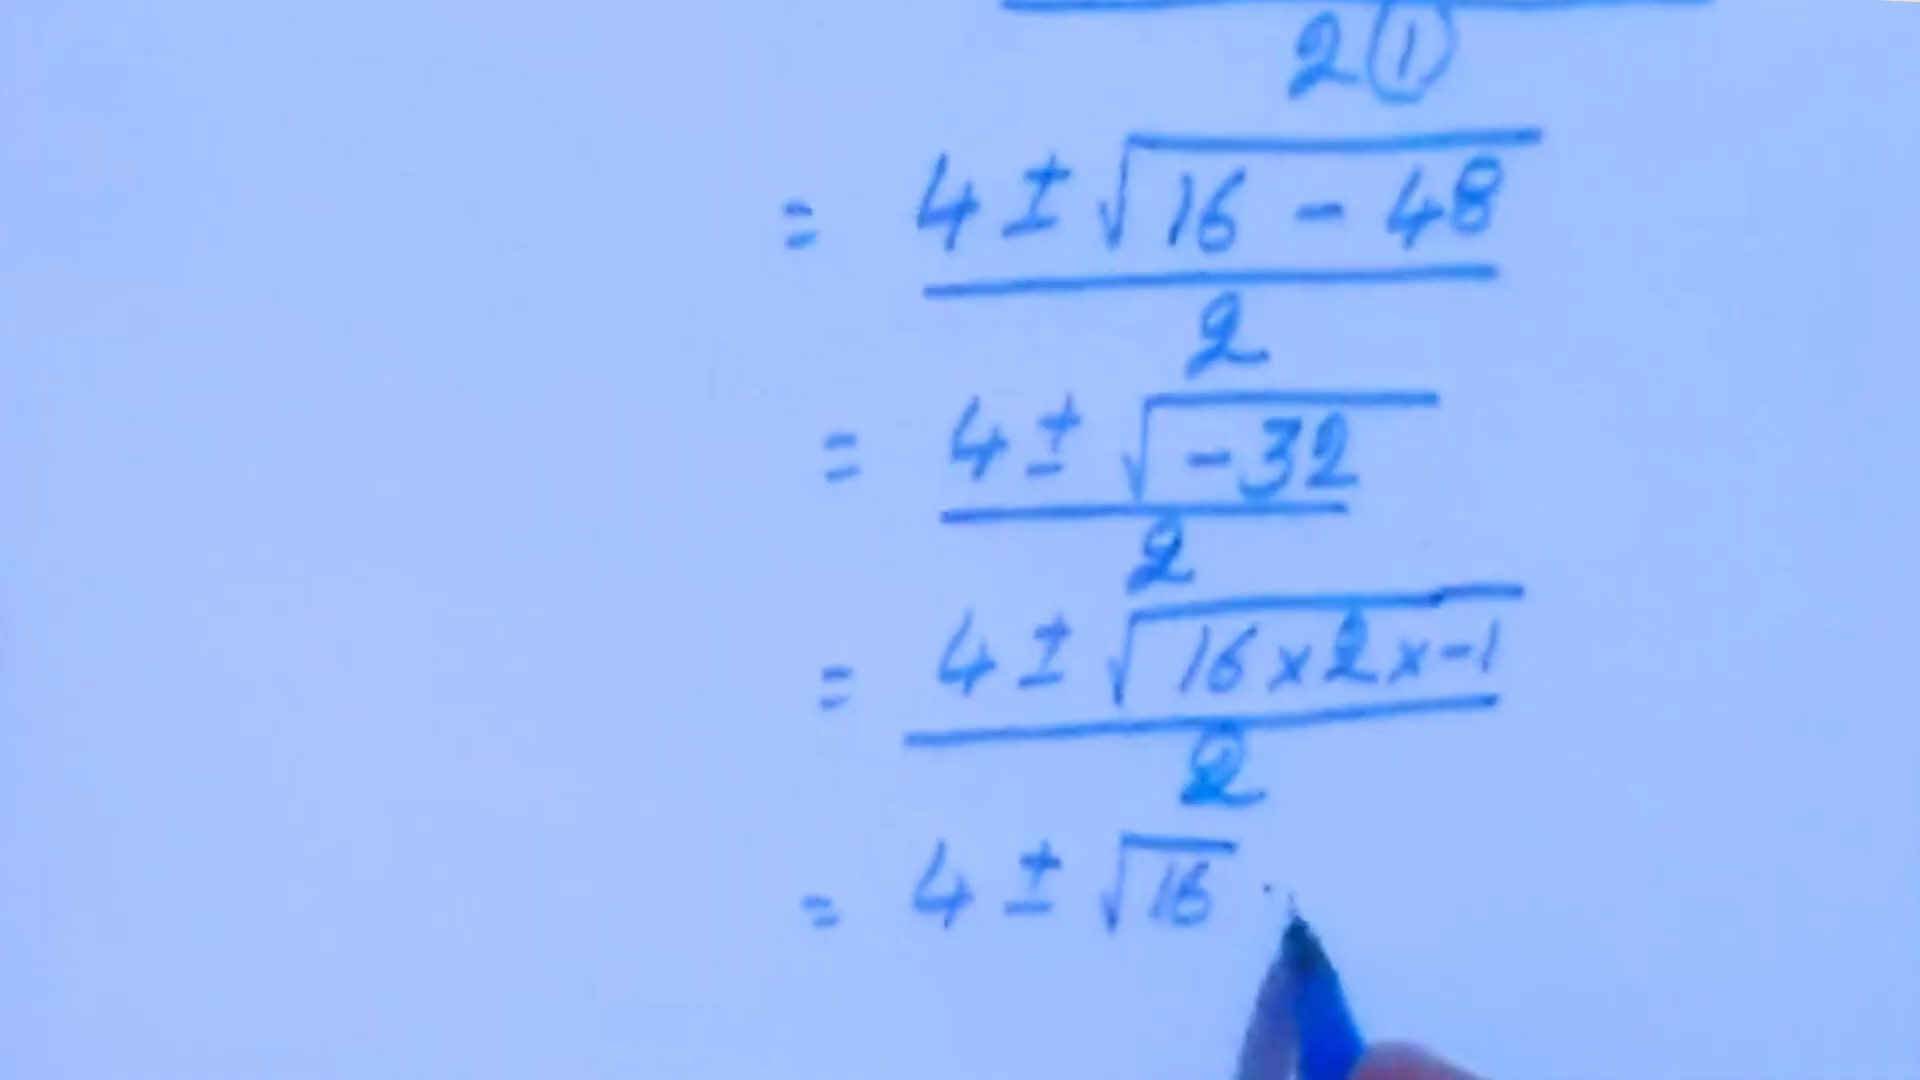 2(1)
= 4 ± √16 - 48
2
= 4 ± √-32
2
= 4 ± √16 x 2 x -1
2
= 4 ± √16 .